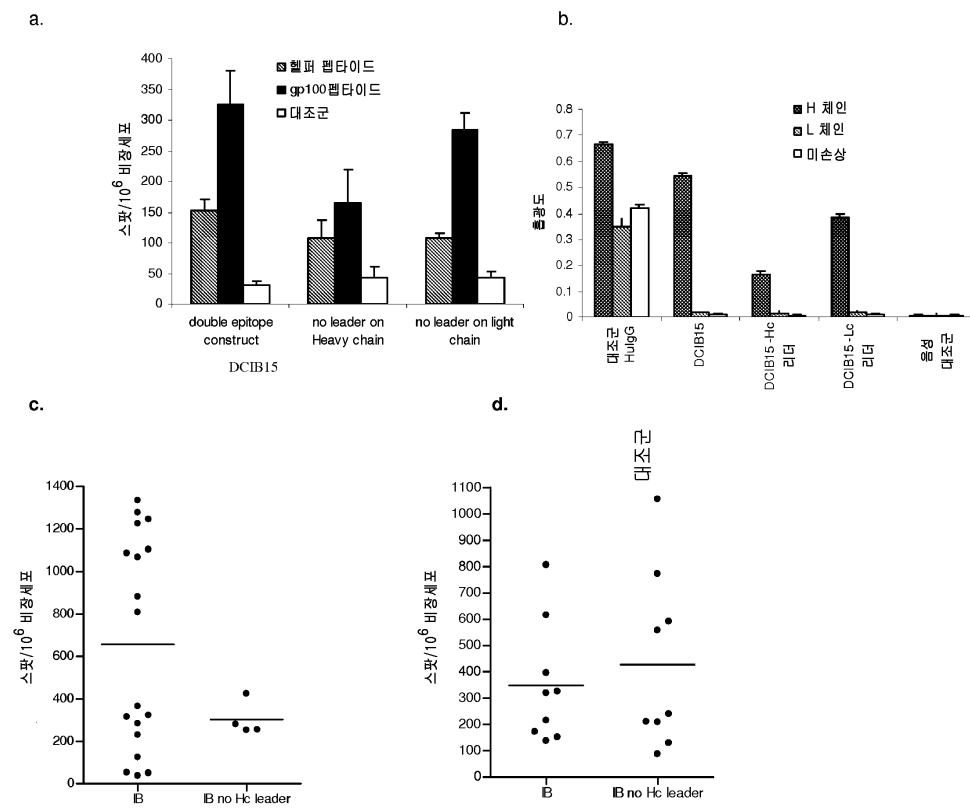 a.
400
350
300
250
200
150
100
50
0
스팟/10⁶ 비장세포
헬퍼 펩타이드
gp100펩타이드
대조군
double epitope
construct
no leader on
Heavy chain
no leader on light
chain
DCIB15
b.
0.8
0.7
0.6
0.5
0.4
0.3
0.2
0.1
0
흡광도
H 체인
L 체인
미손상
대조군
HuIgG
DCIB15
DCIB15 -Hc
리더
DCIB15 -Lc
리더
음성
대조군
c.
1400
1200
1000
800
600
400
200
0
스팟/10⁶ 비장세포
IB
IB no Hc leader
d.
대조군
1100
1000
900
800
700
600
500
400
300
200
100
0
스팟/10⁶ 비장세포
IB
IB no Hc leader